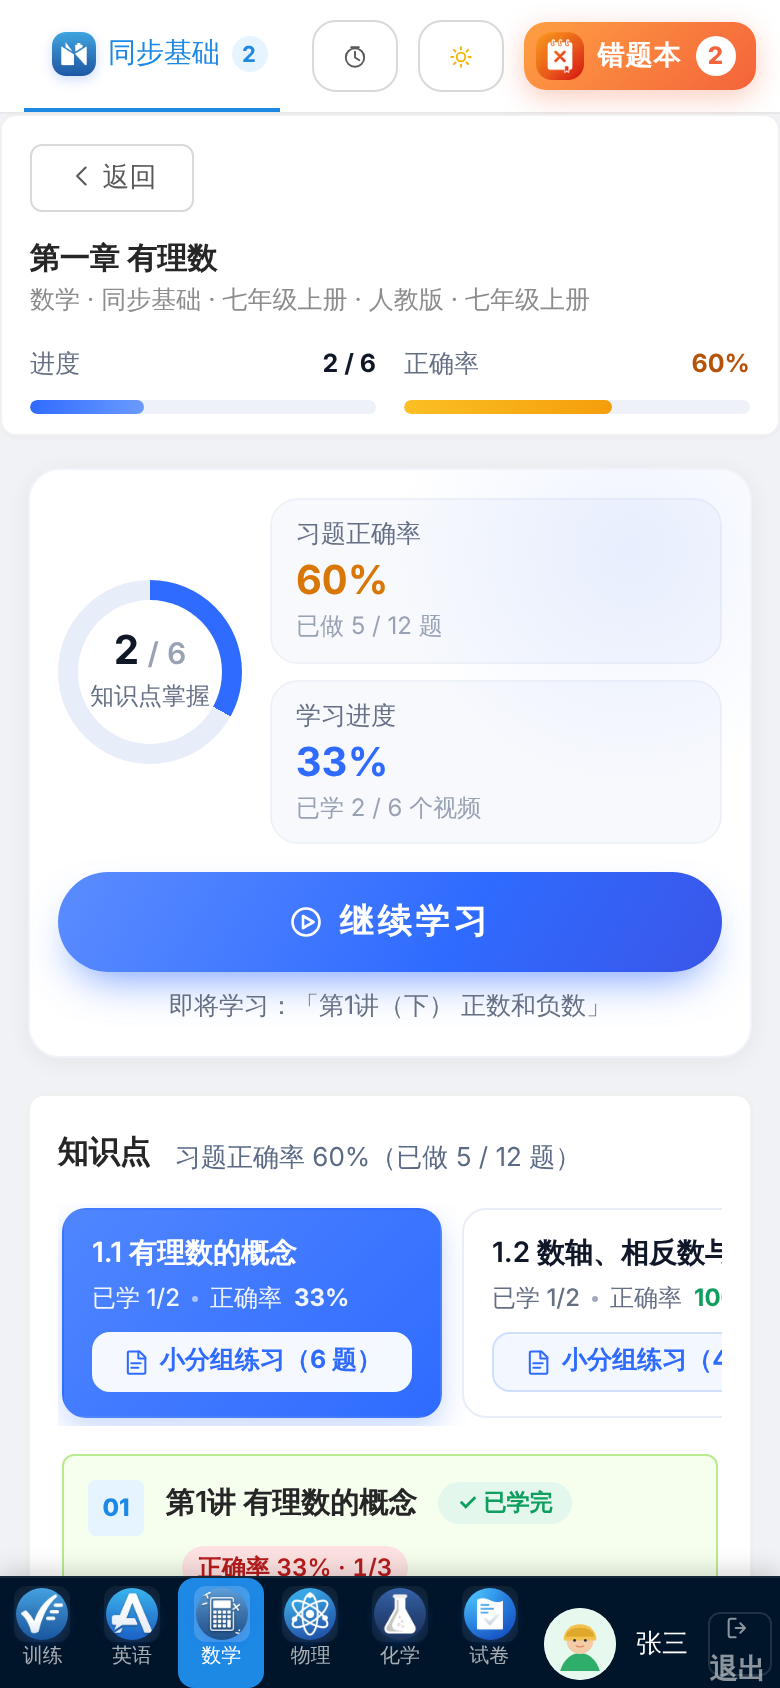 同步基础 2
错题本 2
返回
第一章 有理数
数学 · 同步基础 · 七年级上册 · 人教版 · 七年级上册
进度 2 / 6 正确率 60%
习题正确率
60%
已做 5 / 12 题
2 / 6
知识点掌握
学习进度
33%
已学 2 / 6 个视频
继续学习
即将学习：「第1讲（下） 正数和负数」
知识点 习题正确率 60%（已做 5 / 12 题）
1.1 有理数的概念
已学 1/2 • 正确率 33%
小分组练习（6 题）
1.2 数轴、相反数与
已学 1/2 • 正确率 10
小分组练习（4
01 第1讲 有理数的概念 ✓ 已学完
正确率 33% · 1/3
训练 英语 数学 物理 化学 试卷 张三 退出